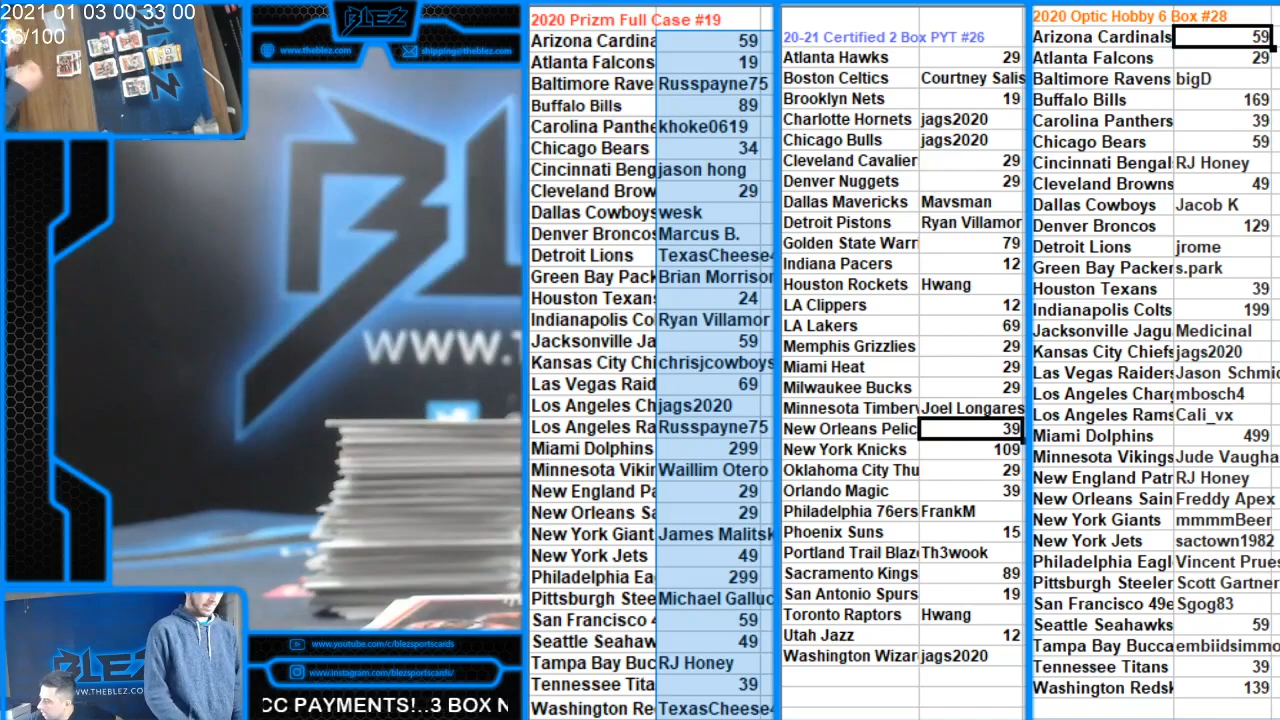 2021 01 03 00 33 00
36/100
BLEZ
www.theblez.com
shipping@theblez.com
WWW.
BLEZ
WWW.THEBLEZ.CO
www.youtube.com/c/blezsportscards
www.instagram.com/blezsportscards/
CC PAYMENTS!..3 BOX N
2020 Prizm Full Case #19
Arizona Cardina 59
Atlanta Falcons 19
Baltimore Rave Russpayne75
Buffalo Bills 89
Carolina Panthe khoke0619
Chicago Bears 34
Cincinnati Beng jason hong
Cleveland Brow 29
Dallas Cowboys wesk
Denver Broncos Marcus B.
Detroit Lions TexasCheese4
Green Bay Pack Brian Morrison
Houston Texans 24
Indianapolis Co Ryan Villamor
Jacksonville Ja 59
Kansas City Chi chrisjcowboys
Las Vegas Raid 69
Los Angeles Ch jags2020
Los Angeles Ra Russpayne75
Miami Dolphins 299
Minnesota Vikin Waillim Otero
New England Pa 29
New Orleans Sa 29
New York Giant James Malitsk
New York Jets 49
Philadelphia Ea 299
Pittsburgh Stee Michael Galluc
San Francisco 4 59
Seattle Seahaw 49
Tampa Bay Buc RJ Honey
Tennessee Tita 39
Washington Re TexasCheese4
20-21 Certified 2 Box PYT #26
Atlanta Hawks 29
Boston Celtics Courtney Salis
Brooklyn Nets 19
Charlotte Hornets jags2020
Chicago Bulls jags2020
Cleveland Cavalier 29
Denver Nuggets 29
Dallas Mavericks Mavsman
Detroit Pistons Ryan Villamor
Golden State Warr 79
Indiana Pacers 12
Houston Rockets Hwang
LA Clippers 12
LA Lakers 69
Memphis Grizzlies 29
Miami Heat 29
Milwaukee Bucks 29
Minnesota Timber Joel Longares
New Orleans Pelic 39
New York Knicks 109
Oklahoma City Thu 29
Orlando Magic 39
Philadelphia 76ers FrankM
Phoenix Suns 15
Portland Trail Blaz Th3wook
Sacramento Kings 89
San Antonio Spurs 19
Toronto Raptors Hwang
Utah Jazz 12
Washington Wizar jags2020
2020 Optic Hobby 6 Box #28
Arizona Cardinals 59
Atlanta Falcons 29
Baltimore Ravens bigD
Buffalo Bills 169
Carolina Panthers 39
Chicago Bears 59
Cincinnati Bengal RJ Honey
Cleveland Browns 49
Dallas Cowboys Jacob K
Denver Broncos 129
Detroit Lions jrome
Green Bay Packer s.park
Houston Texans 39
Indianapolis Colts 199
Jacksonville Jagu Medicinal
Kansas City Chiefs jags2020
Las Vegas Raiders Jason Schmid
Los Angeles Char mbosch4
Los Angeles Rams Cali_vx
Miami Dolphins 499
Minnesota Vikings Jude Vaugha
New England Patr RJ Honey
New Orleans Sain Freddy Apex
New York Giants mmmmBeer
New York Jets sactown1982
Philadelphia Eagl Vincent Prues
Pittsburgh Steeler Scott Gartner
San Francisco 49e Sgog83
Seattle Seahawks 59
Tampa Bay Bucca embiidsimmo
Tennessee Titans 39
Washington Redsk 139